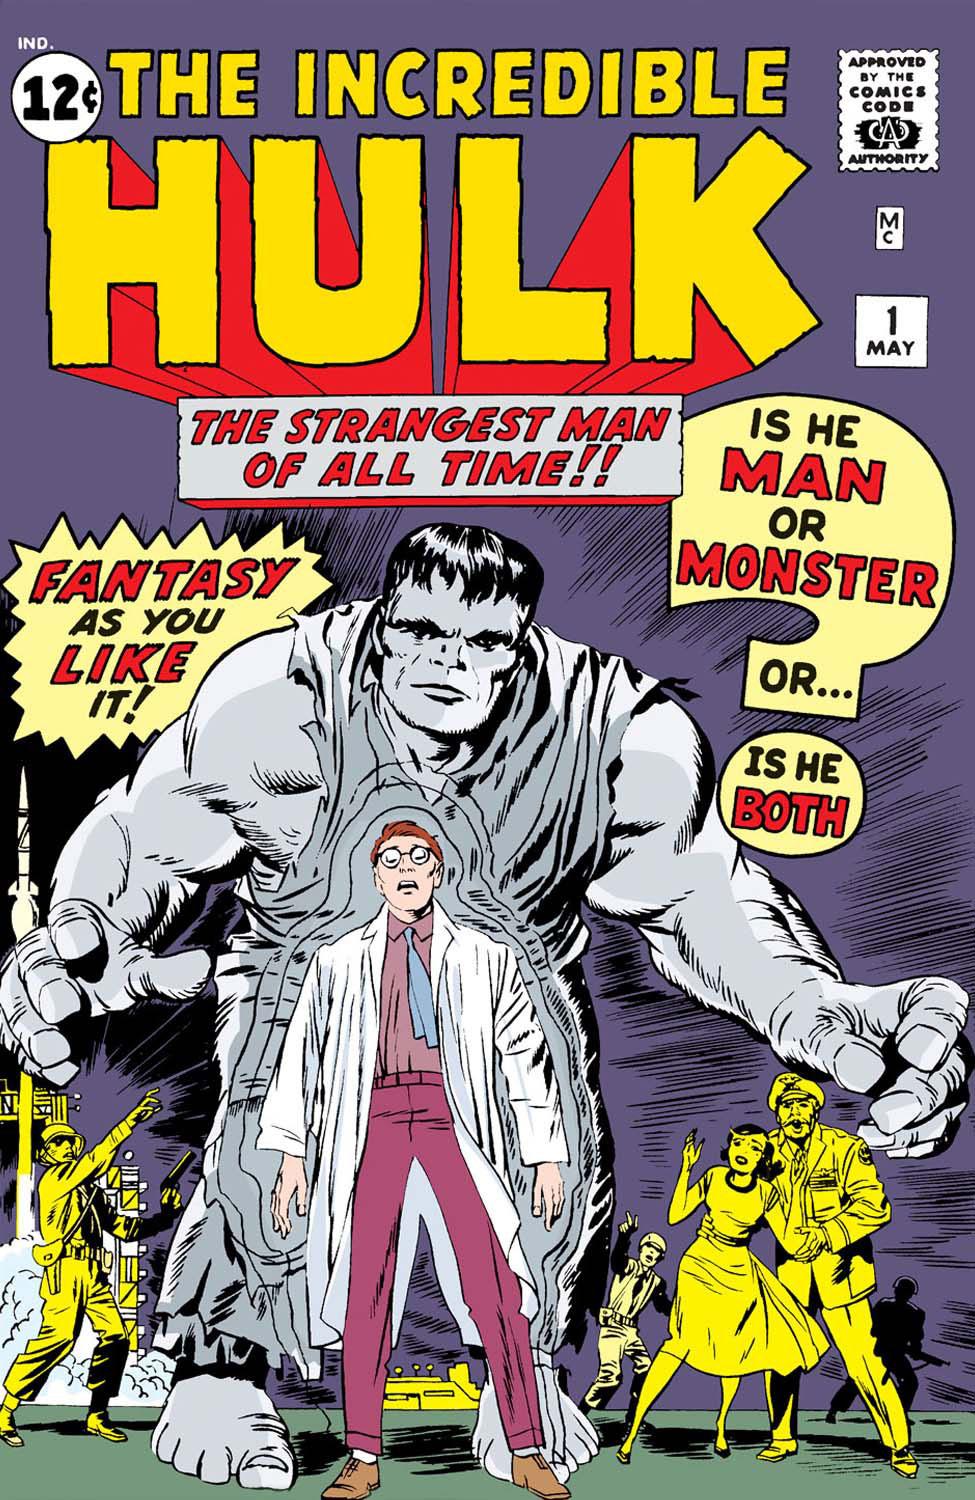 IND.
12¢
THE INCREDIBLE
HULK
APPROVED
BY THE
COMICS
CODE
CA
AUTHORITY
M
C
1
MAY
THE STRANGEST MAN
OF ALL TIME!!
IS HE
MAN
OR
MONSTER
OR...
IS HE
BOTH
FANTASY
AS YOU
LIKE
IT!